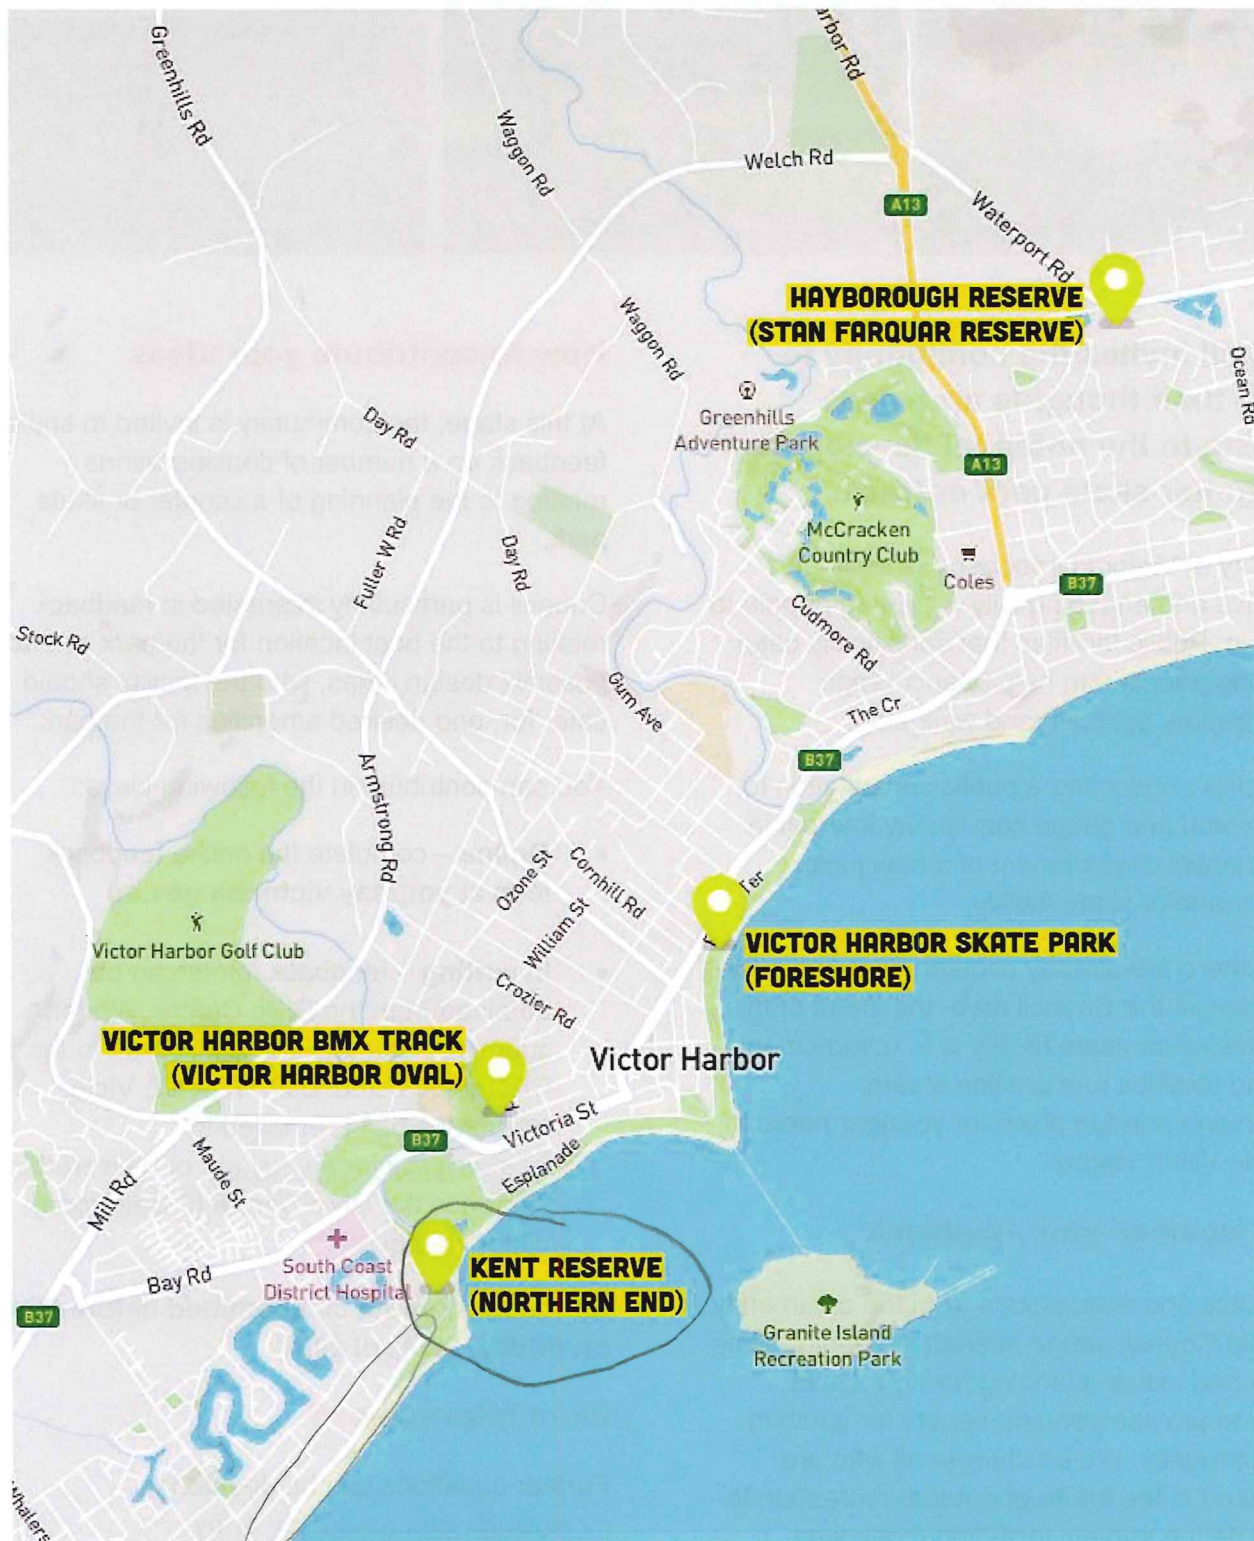 Greenhills Rd
arbor Rd
Waggon Rd
Welch Rd
A13
Waterport Rd
HAYBOROUGH RESERVE
(STAN FARQUAR RESERVE)
Waggon Rd
Ocean Rd
Greenhills
Adventure Park
Day Rd
A13
McCracken
Country Club
Coles
B37
Fuller W Rd
Day Rd
Cudmore Rd
Stock Rd
Gum Ave
The Cr
B37
Armstrong Rd
Ozone St
Cornhill Rd
Ter
William St
Victor Harbor Golf Club
VICTOR HARBOR SKATE PARK
(FORESHORE)
Crozier Rd
VICTOR HARBOR BMX TRACK
(VICTOR HARBOR OVAL)
Victor Harbor
Victoria St
B37
Esplanade
Maude St
Mill Rd
South Coast
District Hospital
KENT RESERVE
(NORTHERN END)
Bay Rd
B37
Granite Island
Recreation Park
Whalers